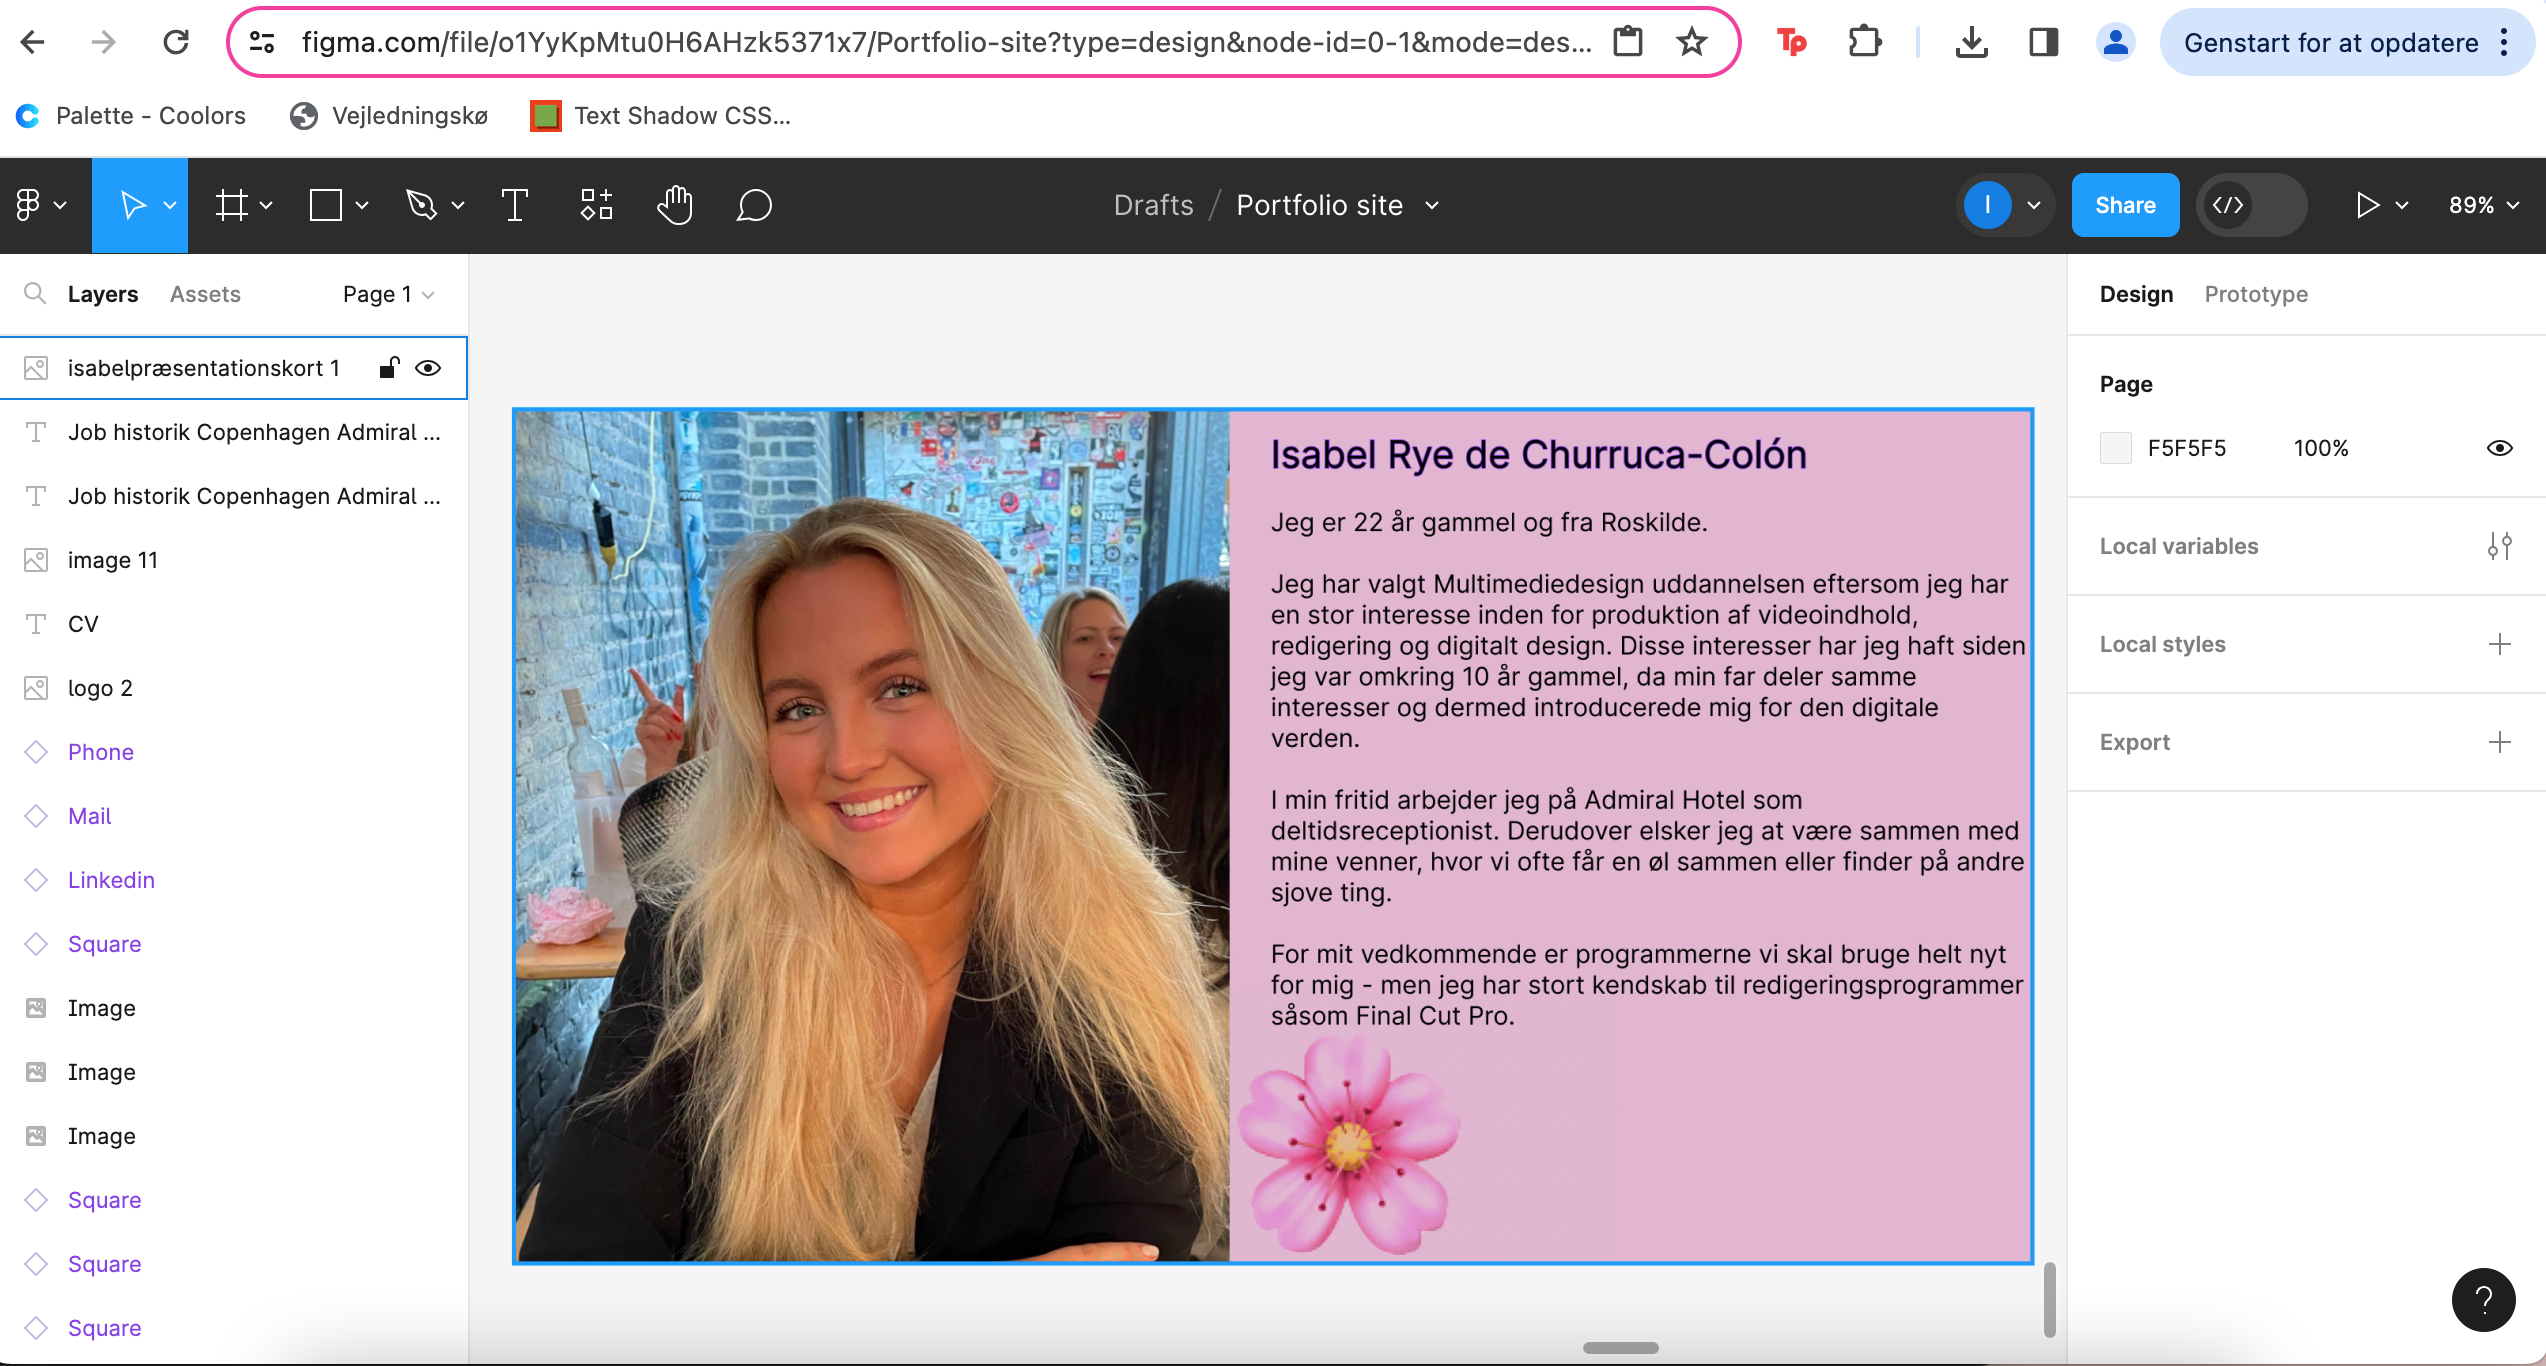 figma.com/file/o1YyKpMtu0H6AHzk5371x7/Portfolio-site?type=design&node-id=0-1&mode=des...
Tp
Genstart for at opdatere
Palette - Coolors
Vejledningskø
Text Shadow CSS...
Drafts / Portfolio site
I
Share
89%
Layers
Assets
Page 1
Design
Prototype
isabelpræsentationskort 1
Job historik Copenhagen Admiral ...
Job historik Copenhagen Admiral ...
image 11
CV
logo 2
Phone
Mail
Linkedin
Square
Image
Image
Image
Square
Square
Square
Isabel Rye de Churruca-Colón
Jeg er 22 år gammel og fra Roskilde.
Jeg har valgt Multimediedesign uddannelsen eftersom jeg har
en stor interesse inden for produktion af videoindhold,
redigering og digitalt design. Disse interesser har jeg haft siden
jeg var omkring 10 år gammel, da min far deler samme
interesser og dermed introducerede mig for den digitale
verden.
I min fritid arbejder jeg på Admiral Hotel som
deltidsreceptionist. Derudover elsker jeg at være sammen med
mine venner, hvor vi ofte får en øl sammen eller finder på andre
sjove ting.
For mit vedkommende er programmerne vi skal bruge helt nyt
for mig - men jeg har stort kendskab til redigeringsprogrammer
såsom Final Cut Pro.
Page
F5F5F5 100%
Local variables
Local styles
Export
?